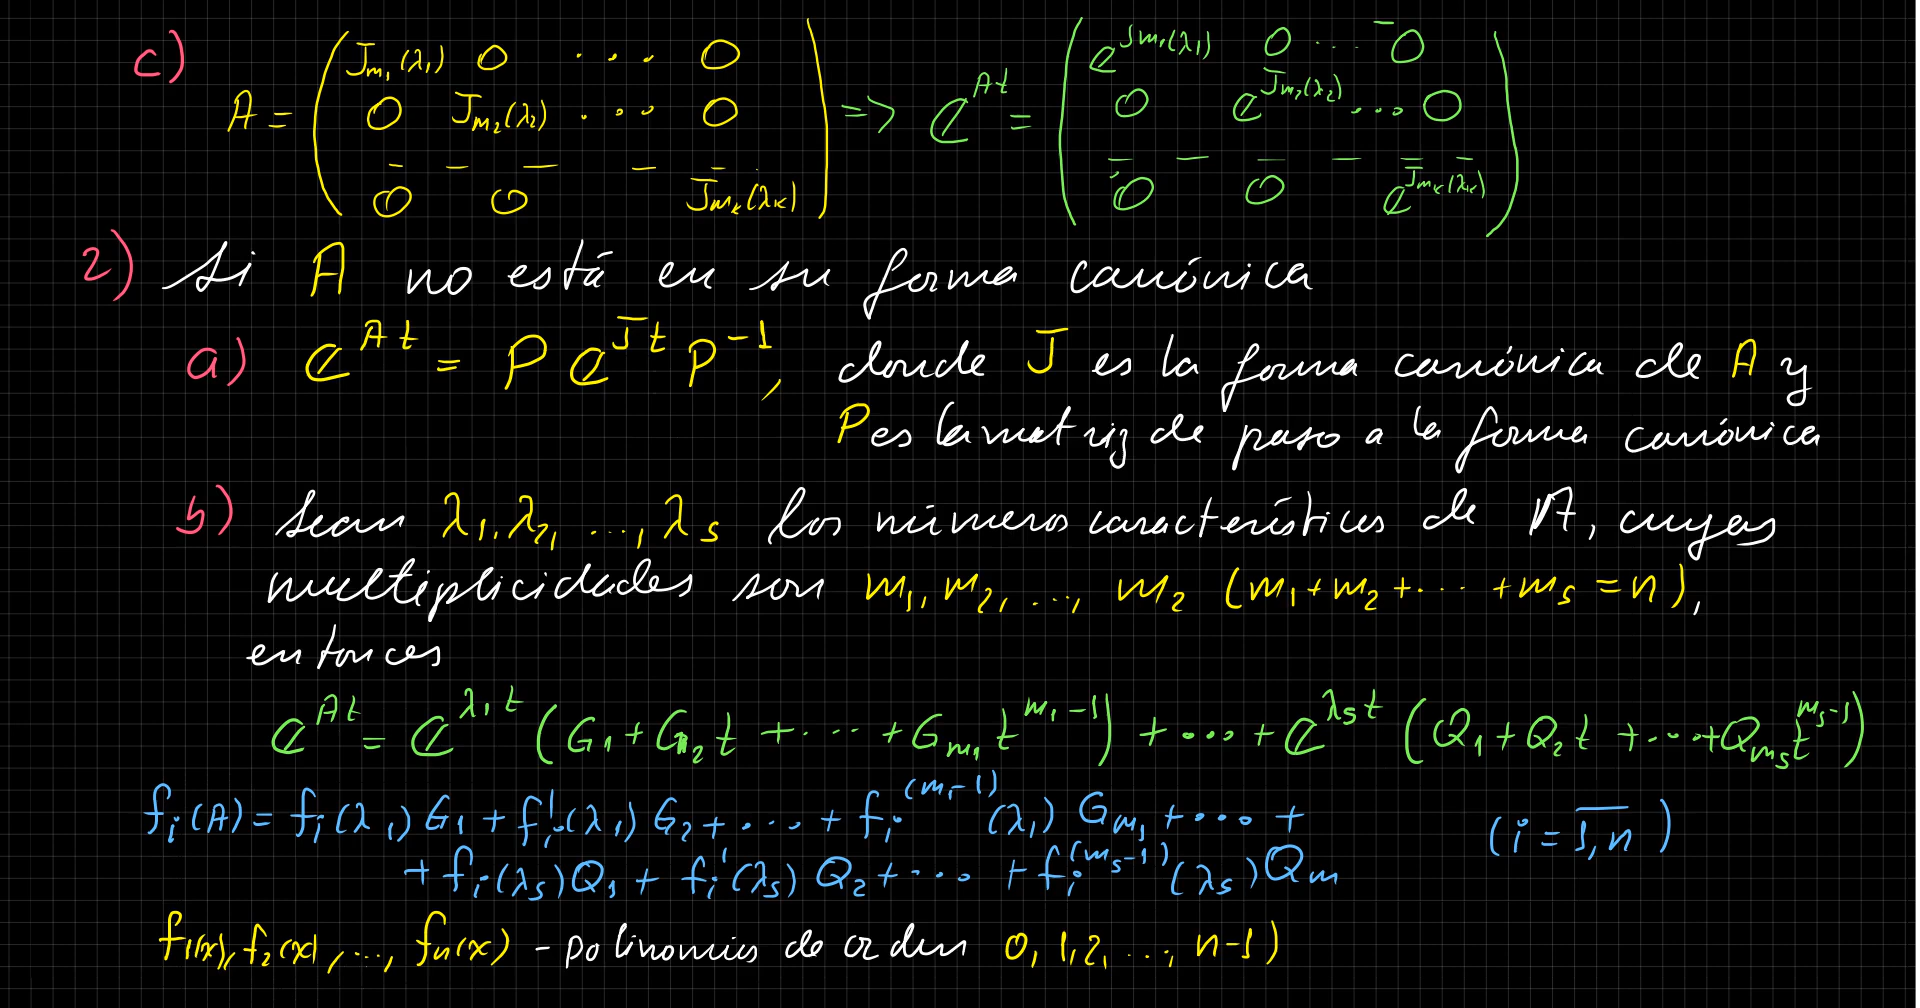 c) A = ( J_{m_1}(λ_1) 0 ... 0 ; 0 J_{m_2}(λ_2) ... 0 ; - - - - - ; 0 0 J_{m_k}(λ_k) ) => e^{At} = ( e^{J_{m_1}(λ_1)} 0 ... 0 ; 0 e^{J_{m_2}(λ_2)} ... 0 ; - - - - - - ; 0 0 e^{J_{m_k}(λ_k)} )
2) Si A no está en su forma canónica
a) e^{At} = P e^{Jt} P^{-1}, donde J es la forma canónica de A y
P es la matriz de paso a la forma canónica
b) Sean λ_1, λ_2, ..., λ_s los números característicos de A, cuyas
multiplicidades son m_1, m_2, ..., m_2 (m_1 + m_2 + ... + m_s = n),
entonces
e^{At} = e^{λ_1 t} (G_1 + G_2 t + ... + G_{m_1} t^{m_1-1}) + ... + e^{λ_s t} (Q_1 + Q_2 t + ... + Q_{m_s} t^{m_s-1})
f_i(A) = f_i(λ_1) G_1 + f_i'(λ_1) G_2 + ... + f_i^{(m_1-1)} (λ_1) G_{m_1} + ... + (i = \overline{1,n})
+ f_i(λ_s) Q_1 + f_i'(λ_s) Q_2 + ... + f_i^{(m_s-1)} (λ_s) Q_m
f_1(x), f_2(x), ..., f_n(x) - polinomios de orden 0, 1, 2, ..., n-1)